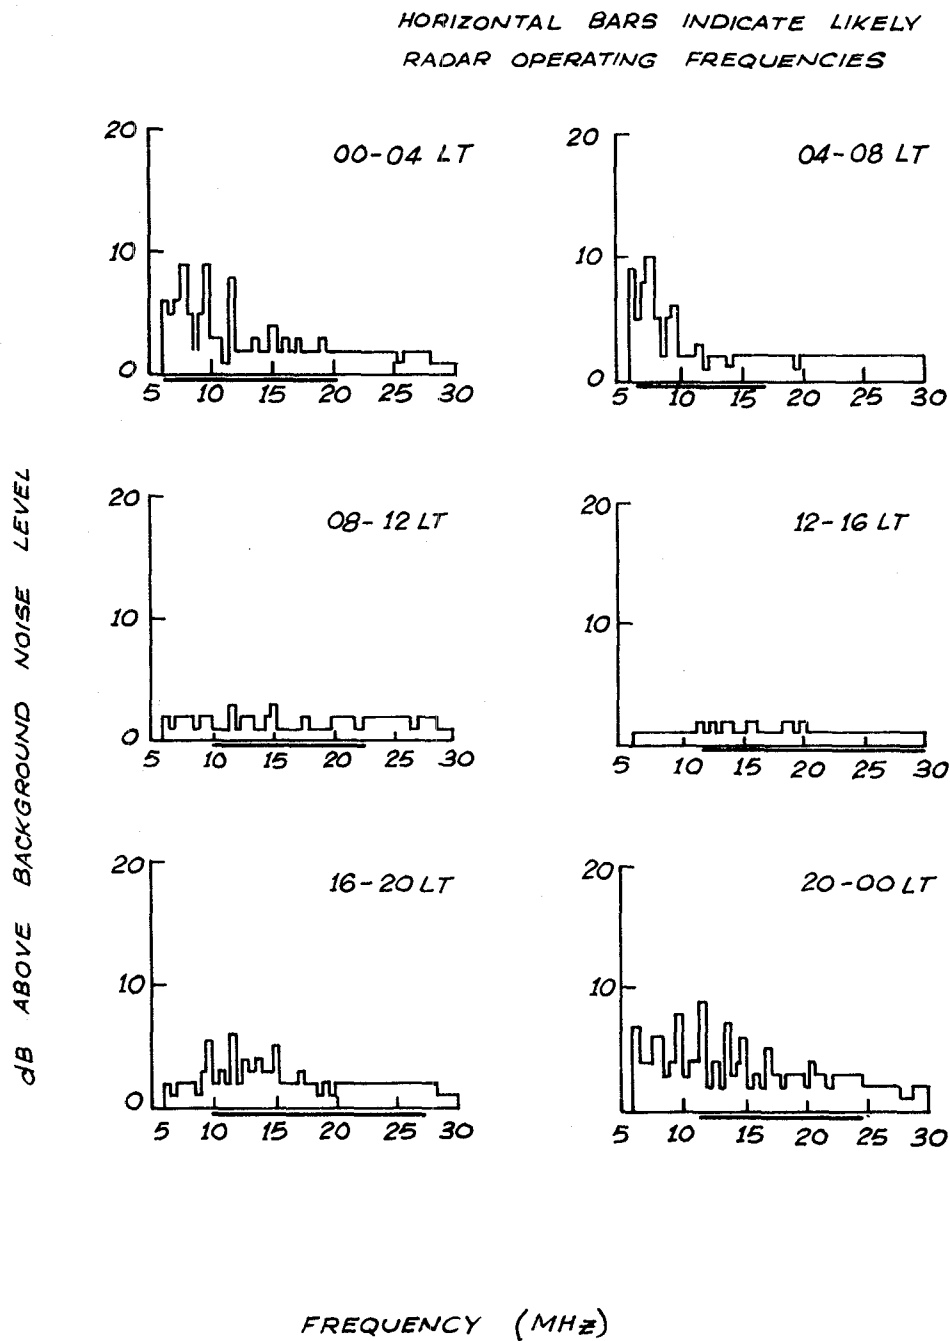 HORIZONTAL BARS INDICATE LIKELY
RADAR OPERATING FREQUENCIES
00-04 LT
20
10
0
5 10 15 20 25 30
04-08 LT
20
10
0
5 10 15 20 25 30
08-12 LT
20
10
0
5 10 15 20 25 30
12-16 LT
20
10
5 10 15 20 25 30
16-20 LT
20
10
0
5 10 15 20 25 30
20-00 LT
20
10
5 10 15 20 25 30
dB ABOVE BACKGROUND NOISE LEVEL
FREQUENCY (MHz)